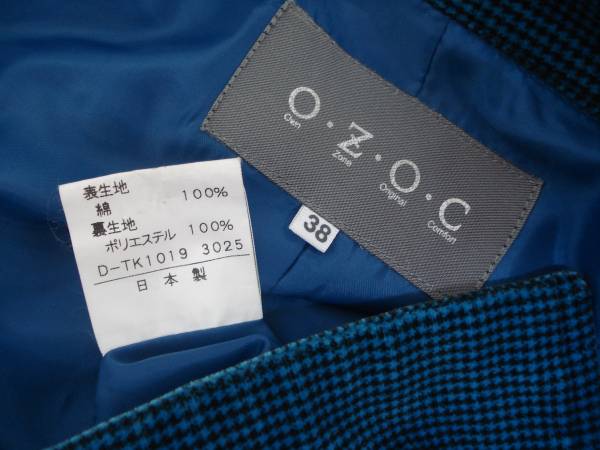 O・Z・O・C
Own Zone Original Comfort
38
表生地
綿 100%
裏生地
ポリエステル 100%
D-TK1019 3025
日本製